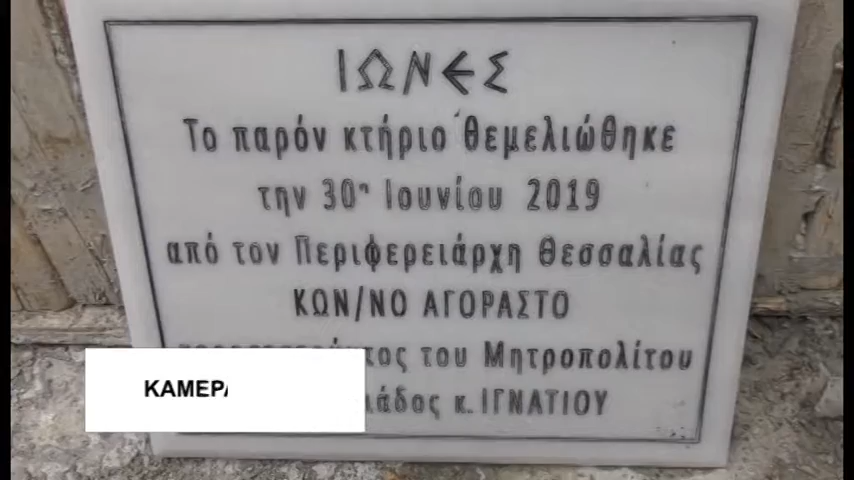 ΙΩΝΕΣ
Το παρόν κτήριο θεμελιώθηκε
την 30ην Ιουνίου 2019
από τον Περιφερειάρχη Θεσσαλίας
ΚΩΝ/ΝΟ ΑΓΟΡΑΣΤΟ
του Μητροπολίτου
κ. ΙΓΝΑΤΙΟΥ
ΚΑΜΕΡΑ